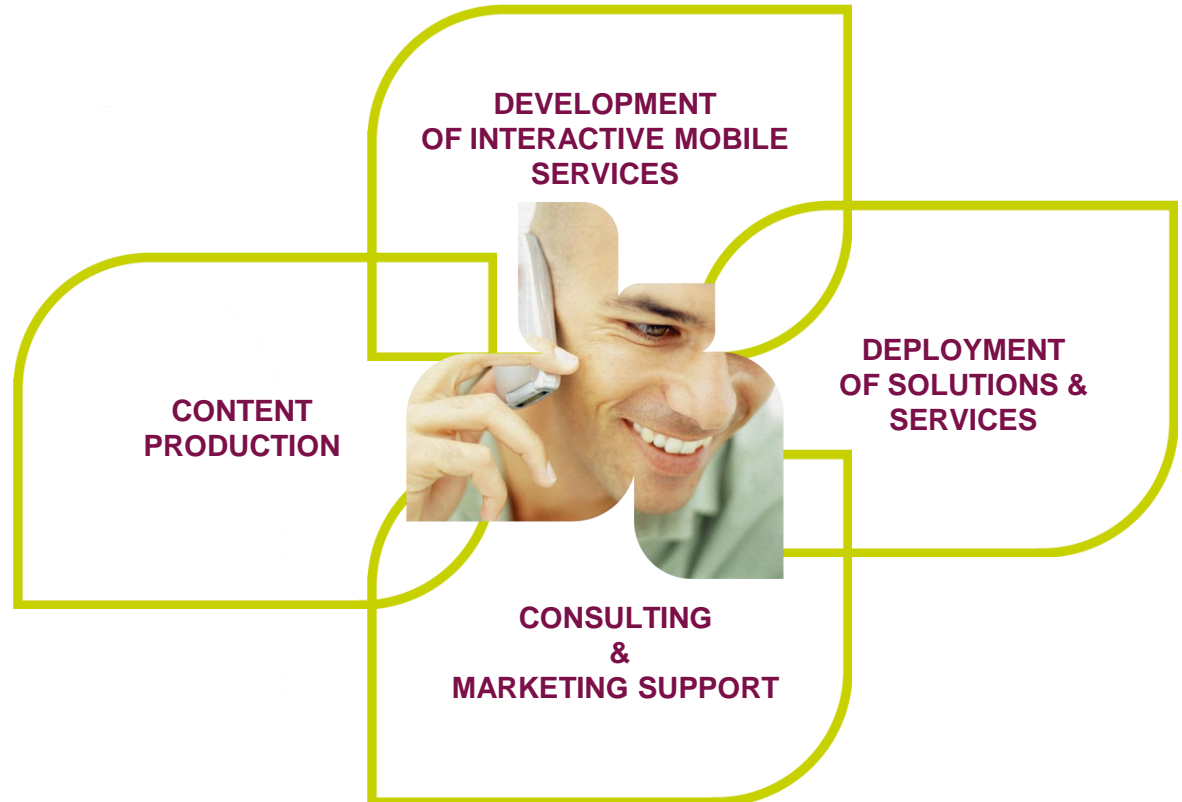 DEVELOPMENT
OF INTERACTIVE MOBILE
SERVICES
DEPLOYMENT
OF SOLUTIONS &
SERVICES
CONTENT
PRODUCTION
CONSULTING
&
MARKETING SUPPORT